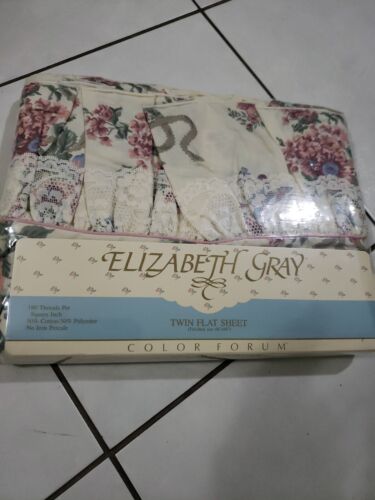 ELIZABETH GRAY
180 Threads Per
Square Inch
50% Cotton 50% Polyester
No Iron Percale
TWIN FLAT SHEET
COLOR FORUM